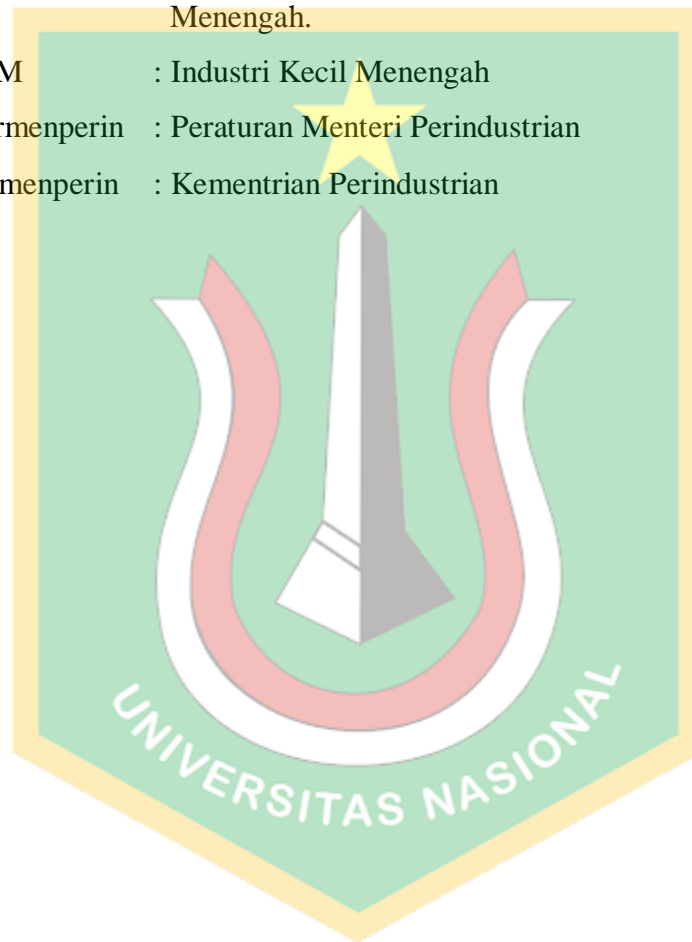 Menengah.
M : Industri Kecil Menengah
rmenperin : Peraturan Menteri Perindustrian
menperin : Kementrian Perindustrian
UNIVERSITAS NASIONAL